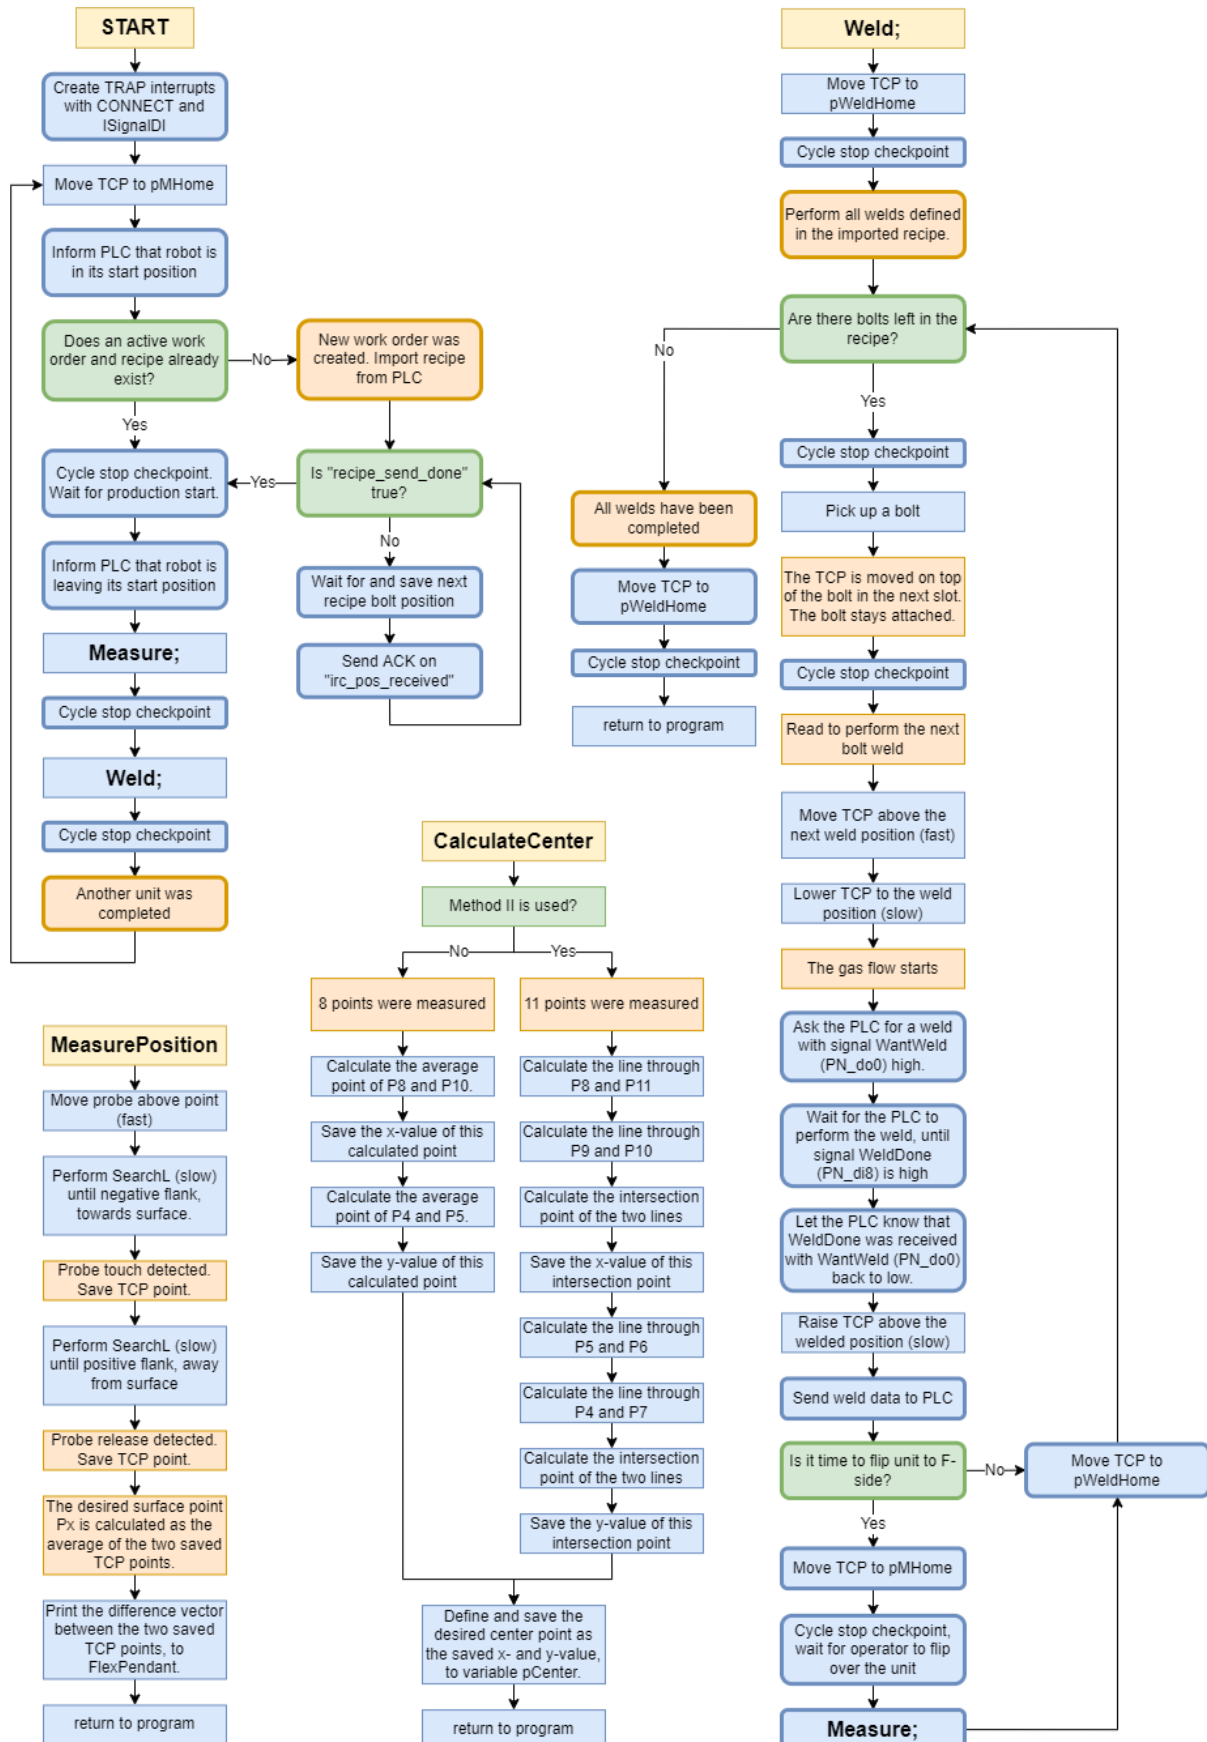 START
Create TRAP interrupts
with CONNECT and
ISignalDI
Move TCP to pMHome
Inform PLC that robot is
in its start position
Does an active work
order and recipe already
exist?
No
New work order was
created. Import recipe
from PLC
Yes
Cycle stop checkpoint.
Wait for production start.
Yes
Is "recipe_send_done"
true?
No
Wait for and save next
recipe bolt position
Send ACK on
"irc_pos_received"
Inform PLC that robot is
leaving its start position
Measure;
Cycle stop checkpoint
Weld;
Cycle stop checkpoint
Another unit was
completed
MeasurePosition
Move probe above point
(fast)
Perform SearchL (slow)
until negative flank,
towards surface.
Probe touch detected.
Save TCP point.
Perform SearchL (slow)
until positive flank, away
from surface
Probe release detected.
Save TCP point.
The desired surface point
Px is calculated as the
average of the two saved
TCP points.
Print the difference vector
between the two saved
TCP points, to
FlexPendant.
return to program
CalculateCenter
Method II is used?
No
Yes
8 points were measured
Calculate the average
point of P8 and P10.
Save the x-value of this
calculated point
Calculate the average
point of P4 and P5.
Save the y-value of this
calculated point
11 points were measured
Calculate the line through
P8 and P11
Calculate the line through
P9 and P10
Calculate the intersection
point of the two lines
Save the x-value of this
intersection point
Calculate the line through
P5 and P6
Calculate the line through
P4 and P7
Calculate the intersection
point of the two lines
Save the y-value of this
intersection point
Define and save the
desired center point as
the saved x- and y-value,
to variable pCenter.
return to program
Weld;
Move TCP to
pWeldHome
Cycle stop checkpoint
Perform all welds defined
in the imported recipe.
Are there bolts left in the
recipe?
No
All welds have been
completed
Move TCP to
pWeldHome
Cycle stop checkpoint
return to program
Yes
Cycle stop checkpoint
Pick up a bolt
The TCP is moved on top
of the bolt in the next slot.
The bolt stays attached.
Cycle stop checkpoint
Read to perform the next
bolt weld
Move TCP above the
next weld position (fast)
Lower TCP to the weld
position (slow)
The gas flow starts
Ask the PLC for a weld
with signal WantWeld
(PN_do0) high.
Wait for the PLC to
perform the weld, until
signal WeldDone
(PN_di8) is high
Let the PLC know that
WeldDone was received
with WantWeld (PN_do0)
back to low.
Raise TCP above the
welded position (slow)
Send weld data to PLC
Is it time to flip unit to F-
side?
No
Move TCP to
pWeldHome
Yes
Move TCP to pMHome
Cycle stop checkpoint,
wait for operator to flip
over the unit
Measure;